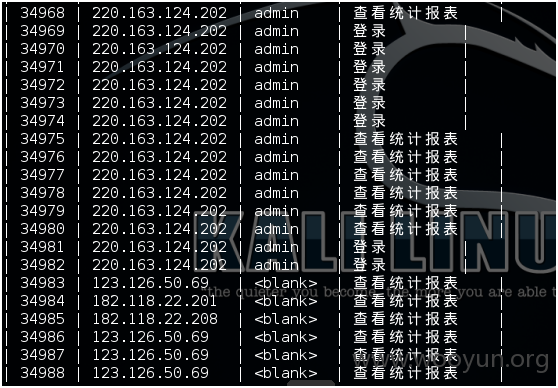 | 34968 | 220.163.124.202 | admin | 查看统计报表 |
| 34969 | 220.163.124.202 | admin | 登录 |
| 34970 | 220.163.124.202 | admin | 登录 |
| 34971 | 220.163.124.202 | admin | 登录 |
| 34972 | 220.163.124.202 | admin | 登录 |
| 34973 | 220.163.124.202 | admin | 登录 |
| 34974 | 220.163.124.202 | admin | 登录 |
| 34975 | 220.163.124.202 | admin | 查看统计报表 |
| 34976 | 220.163.124.202 | admin | 查看统计报表 |
| 34977 | 220.163.124.202 | admin | 查看统计报表 |
| 34978 | 220.163.124.202 | admin | 查看统计报表 |
| 34979 | 220.163.124.202 | admin | 查看统计报表 |
| 34980 | 220.163.124.202 | admin | 查看统计报表 |
| 34981 | 220.163.124.202 | admin | 登录 |
| 34982 | 220.163.124.202 | admin | 登录 |
| 34983 | 123.126.50.69 | <blank> | 查看统计报表 |
| 34984 | 182.118.22.201 | <blank> | 查看统计报表 |
| 34985 | 182.118.22.208 | <blank> | 查看统计报表 |
| 34986 | 123.126.50.69 | <blank> | 查看统计报表 |
| 34987 | 123.126.50.69 | <blank> | 查看统计报表 |
| 34988 | 123.126.50.69 | <blank> | 查看统计报表 |
KALI LINU
"the quieter you become, the more you are able t
www.wooyun.org